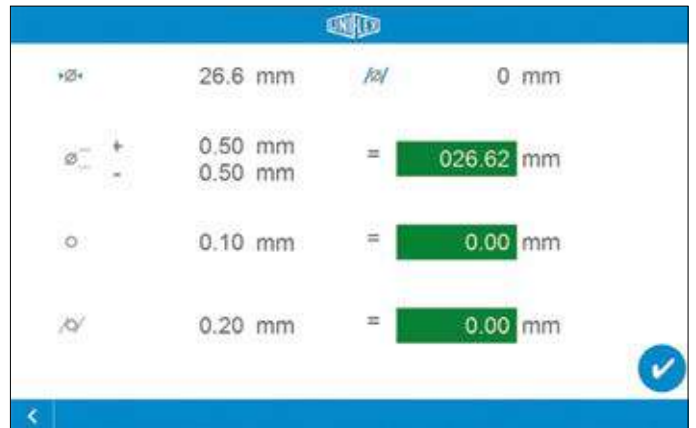 UNIFLEX
26.6 mm 0 mm
+ 0.50 mm
- 0.50 mm = 026.62 mm
0.10 mm = 0.00 mm
0.20 mm = 0.00 mm